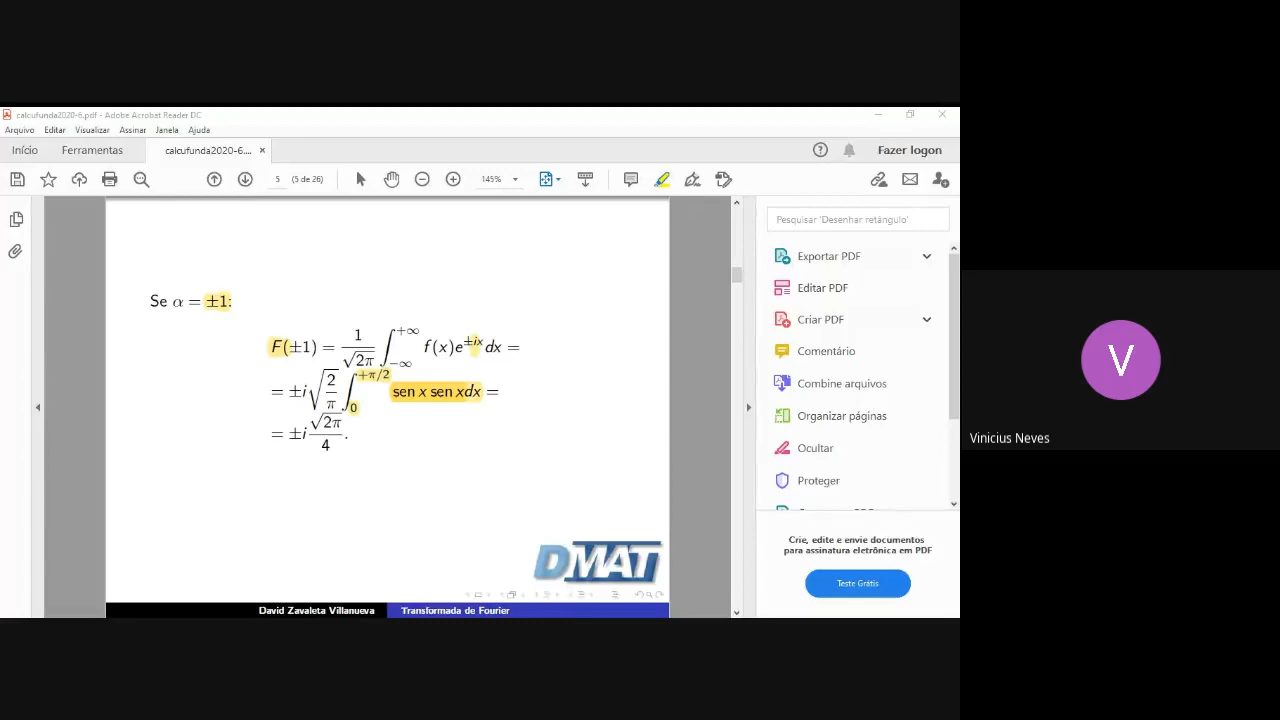 calcufunda2020-6.pdf - Adobe Acrobat Reader DC
Arquivo Editar Visualizar Assinar Janela Ajuda
Início Ferramentas calcufunda2020-6.... × Fazer logon
5 (5 de 26) 145%
Pesquisar 'Desenhar retângulo'
Exportar PDF
Editar PDF
Criar PDF
Comentário
Combine arquivos
Organizar páginas
Ocultar
Proteger
Crie, edite e envie documentos
para assinatura eletrônica em PDF
Teste Grátis
Se α = ±1:
F(±1) = 1/√2π ∫_{−∞}^{+∞} f(x)e^{±ix}dx =
= ±i√(2/π) ∫_0^{+π/2} sen x sen xdx =
= ±i √2π/4.
DMAT
David Zavaleta Villanueva Transformada de Fourier
V
Vinicius Neves